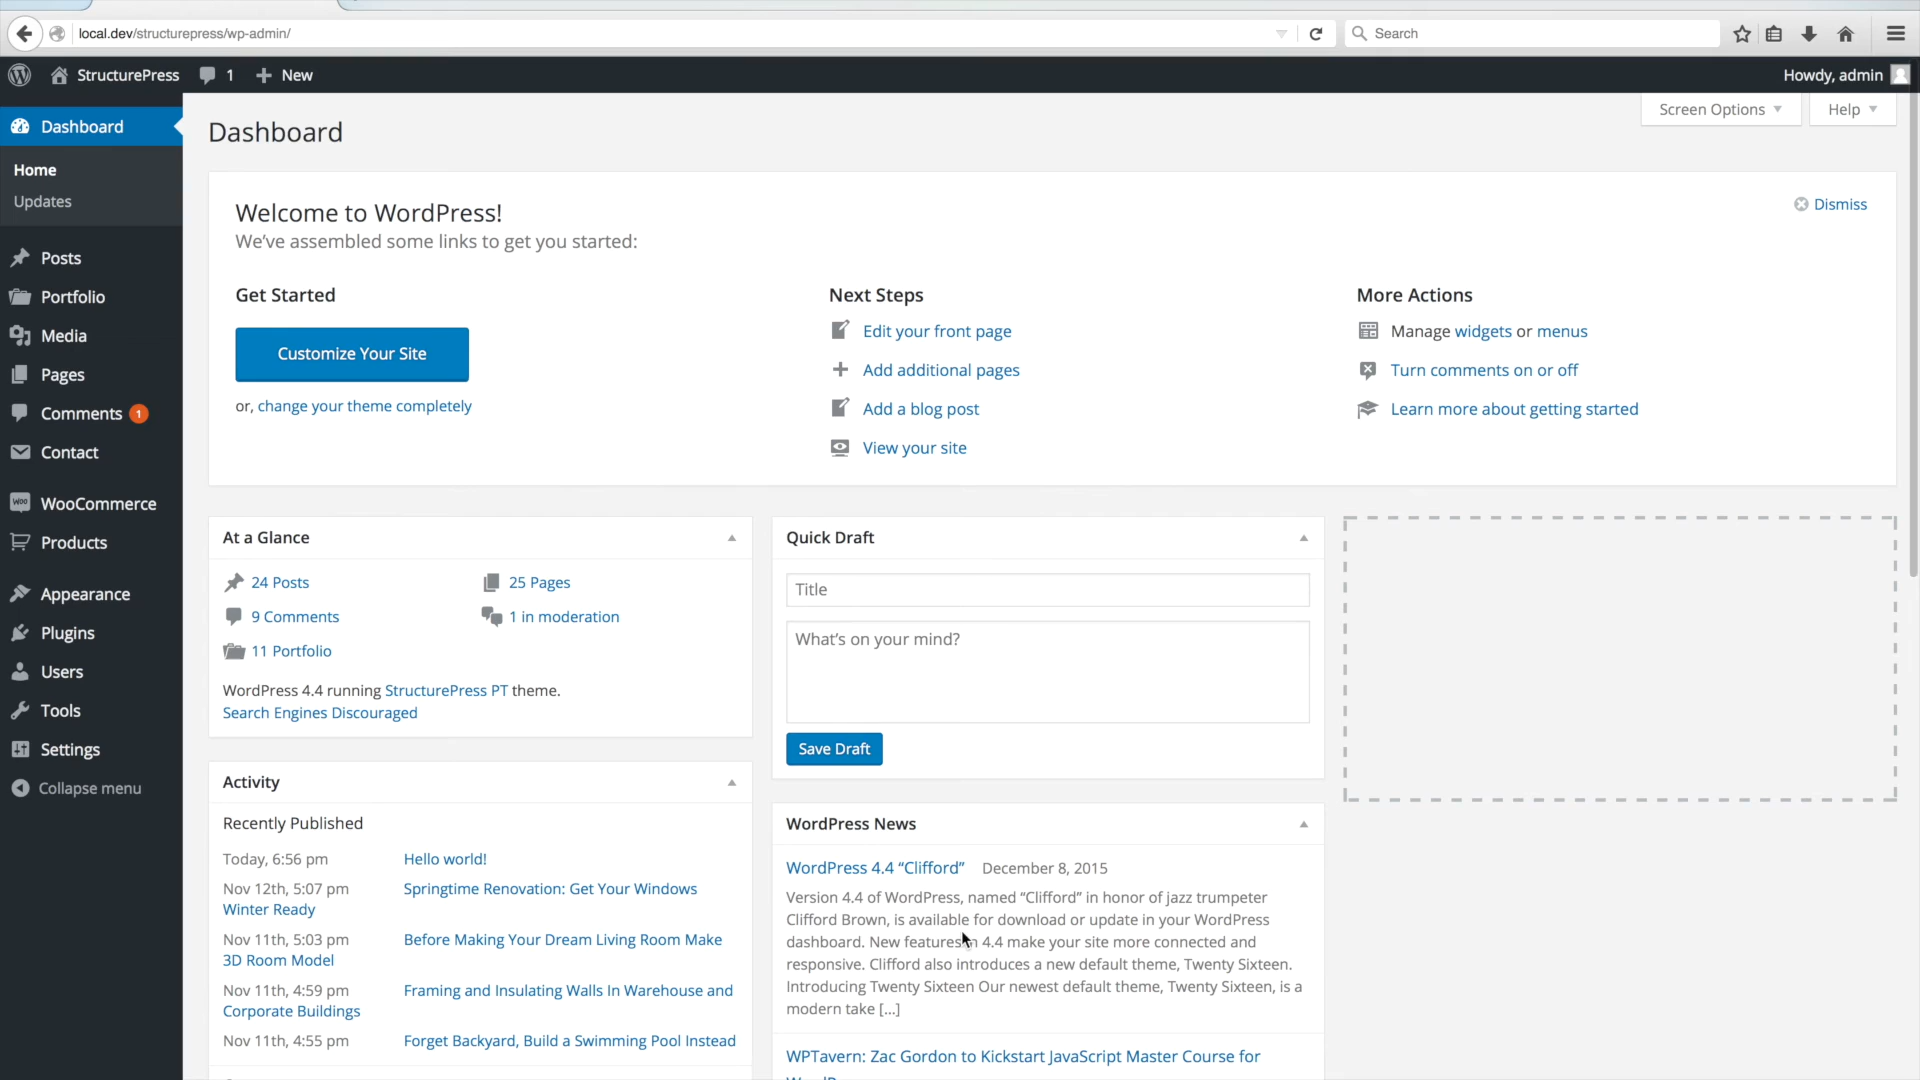 local.dev/structurepress/wp-admin/
Search
StructurePress
1
New
Howdy, admin
Dashboard
Home
Updates
Posts
Portfolio
Media
Pages
Comments 1
Contact
WooCommerce
Products
Appearance
Plugins
Users
Tools
Settings
Collapse menu
Screen Options
Help
Dashboard
Welcome to WordPress!
We've assembled some links to get you started:
Dismiss
Get Started
Customize Your Site
or, change your theme completely
Next Steps
Edit your front page
Add additional pages
Add a blog post
View your site
More Actions
Manage widgets or menus
Turn comments on or off
Learn more about getting started
At a Glance
24 Posts
25 Pages
9 Comments
1 in moderation
11 Portfolio
WordPress 4.4 running StructurePress PT theme.
Search Engines Discouraged
Activity
Recently Published
Today, 6:56 pm Hello world!
Nov 12th, 5:07 pm Springtime Renovation: Get Your Windows
Winter Ready
Nov 11th, 5:03 pm Before Making Your Dream Living Room Make
3D Room Model
Nov 11th, 4:59 pm Framing and Insulating Walls In Warehouse and
Corporate Buildings
Nov 11th, 4:55 pm Forget Backyard, Build a Swimming Pool Instead
Quick Draft
Title
What's on your mind?
Save Draft
WordPress News
WordPress 4.4 “Clifford” December 8, 2015
Version 4.4 of WordPress, named “Clifford” in honor of jazz trumpeter
Clifford Brown, is available for download or update in your WordPress
dashboard. New features in 4.4 make your site more connected and
responsive. Clifford also introduces a new default theme, Twenty Sixteen.
Introducing Twenty Sixteen Our newest default theme, Twenty Sixteen, is a
modern take [...]
WPTavern: Zac Gordon to Kickstart JavaScript Master Course for